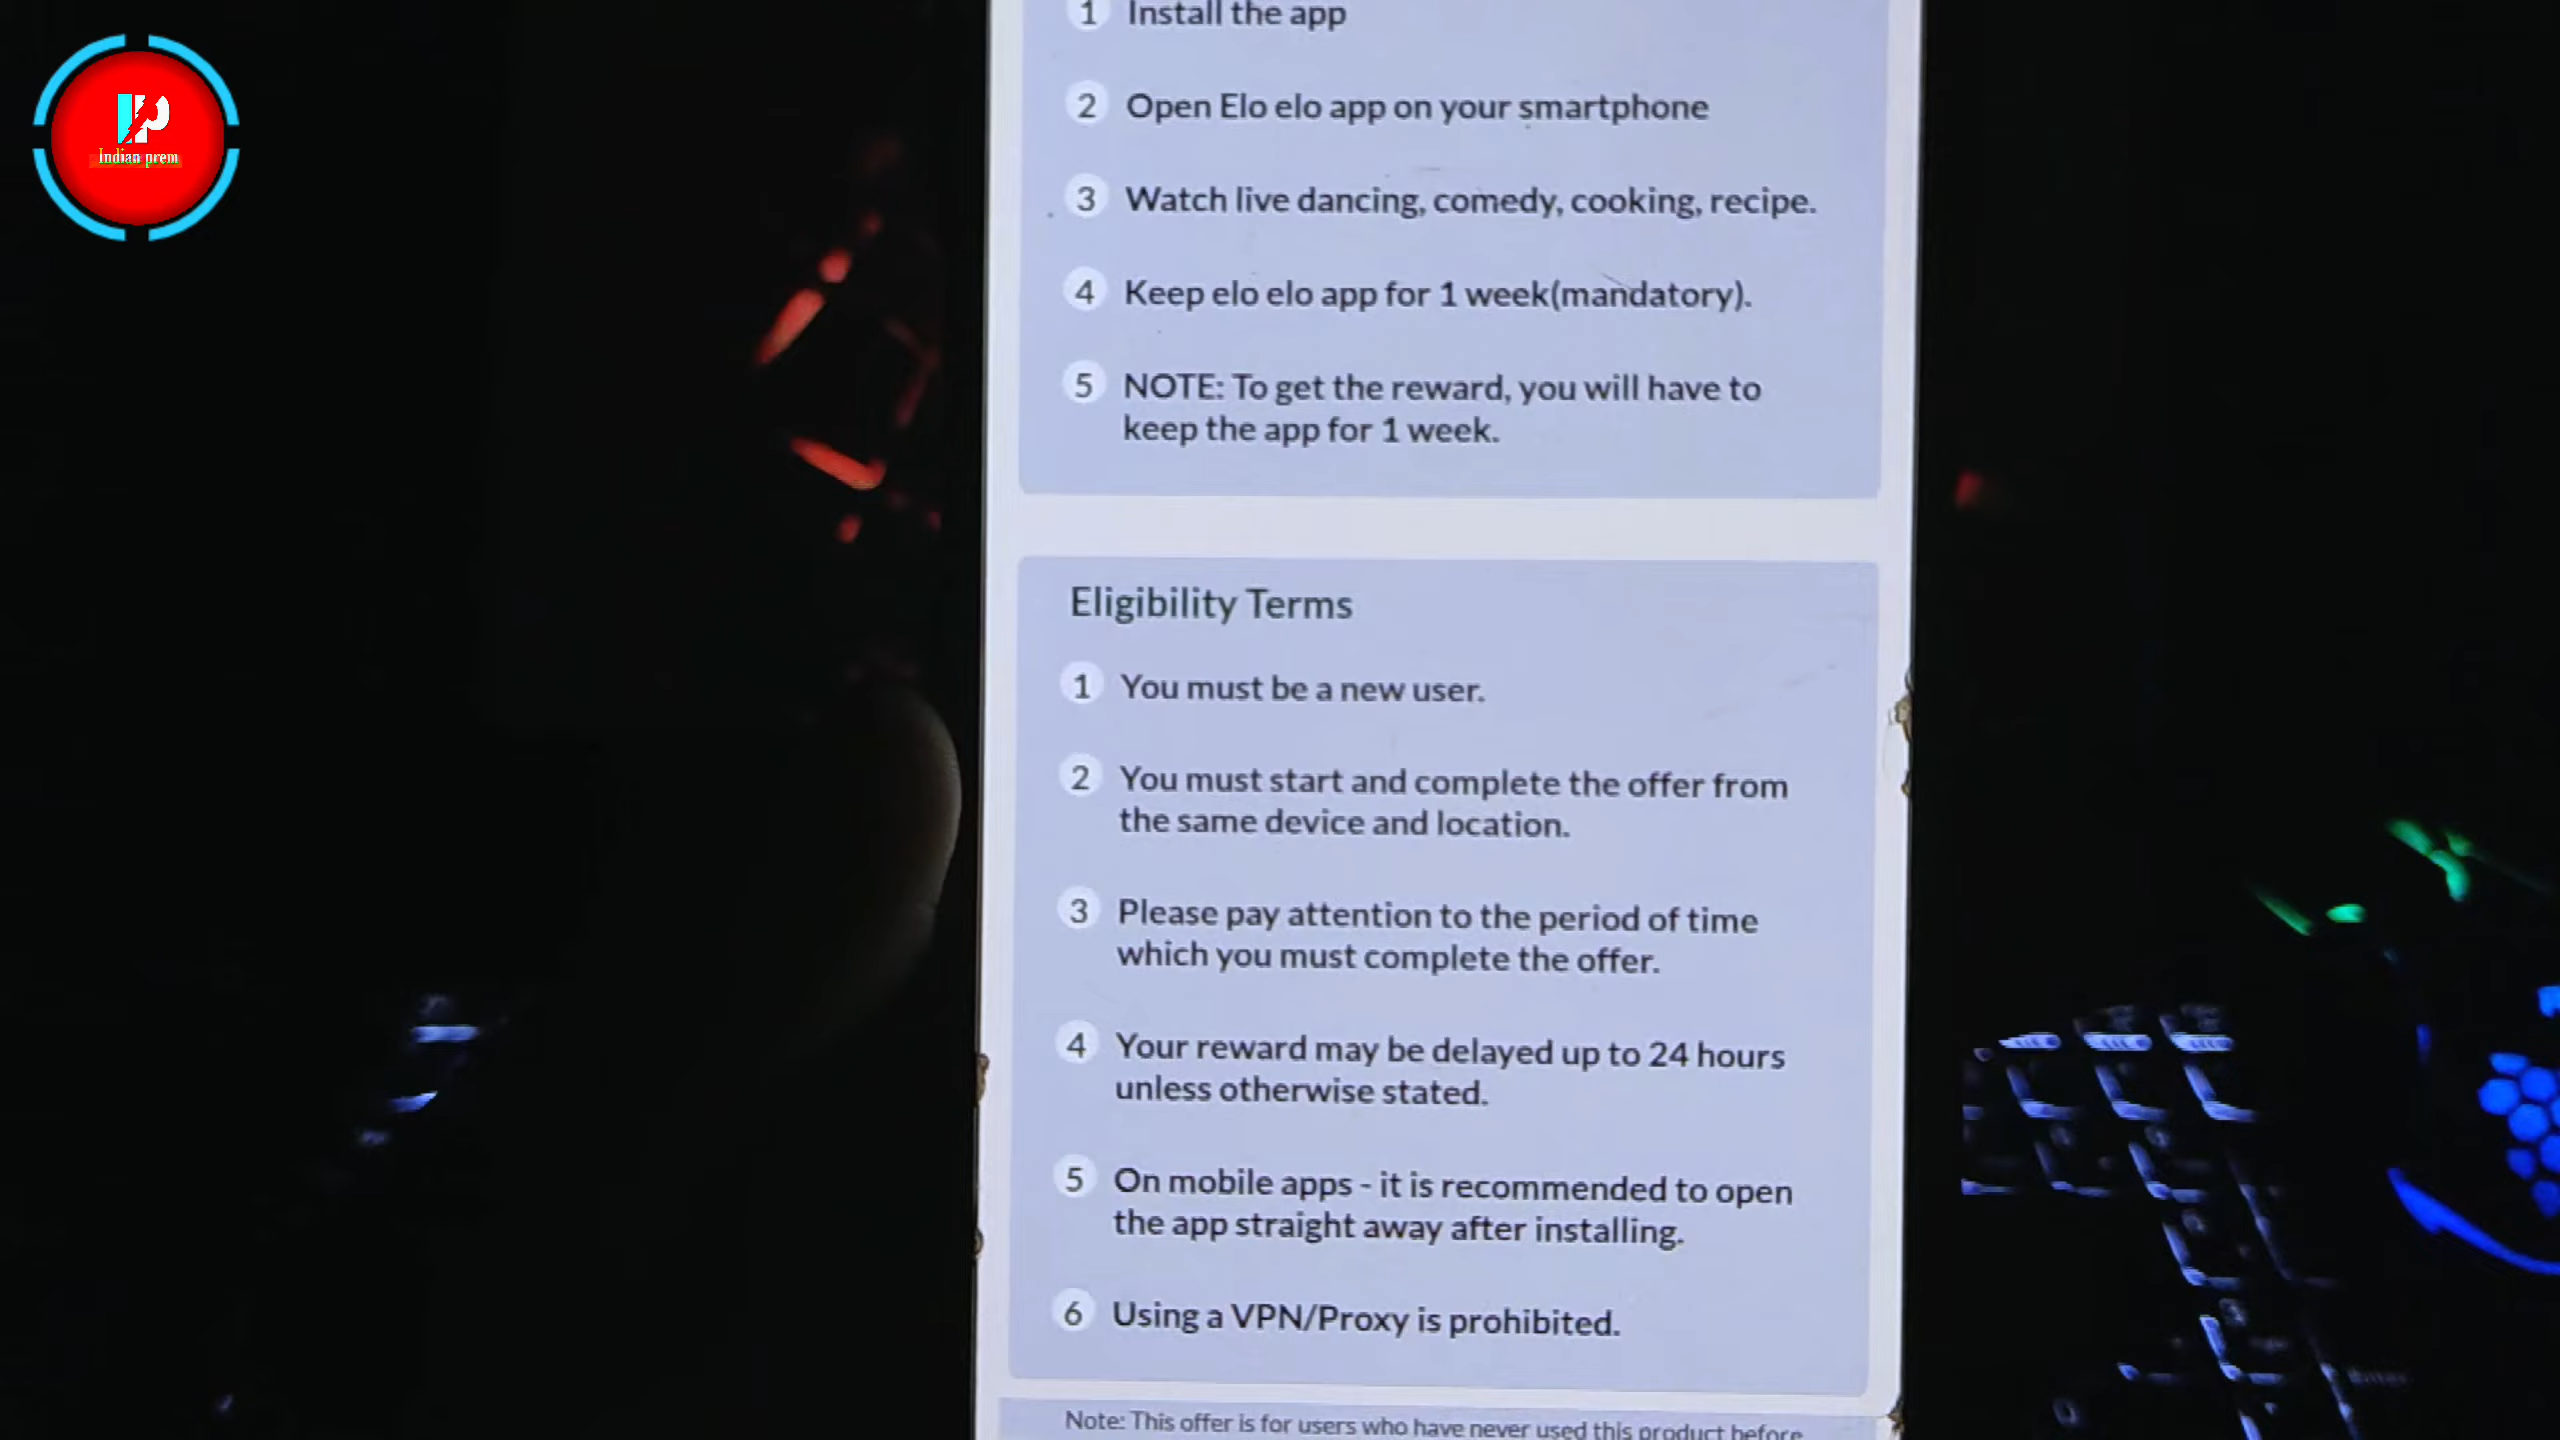 IP
Indian prem
1 Install the app
2 Open Elo elo app on your smartphone
3 Watch live dancing, comedy, cooking, recipe.
4 Keep elo elo app for 1 week(mandatory).
5 NOTE: To get the reward, you will have to
keep the app for 1 week.
Eligibility Terms
1 You must be a new user.
2 You must start and complete the offer from
the same device and location.
3 Please pay attention to the period of time
which you must complete the offer.
4 Your reward may be delayed up to 24 hours
unless otherwise stated.
5 On mobile apps - it is recommended to open
the app straight away after installing.
6 Using a VPN/Proxy is prohibited.
Note: This offer is for users who have never used this product before